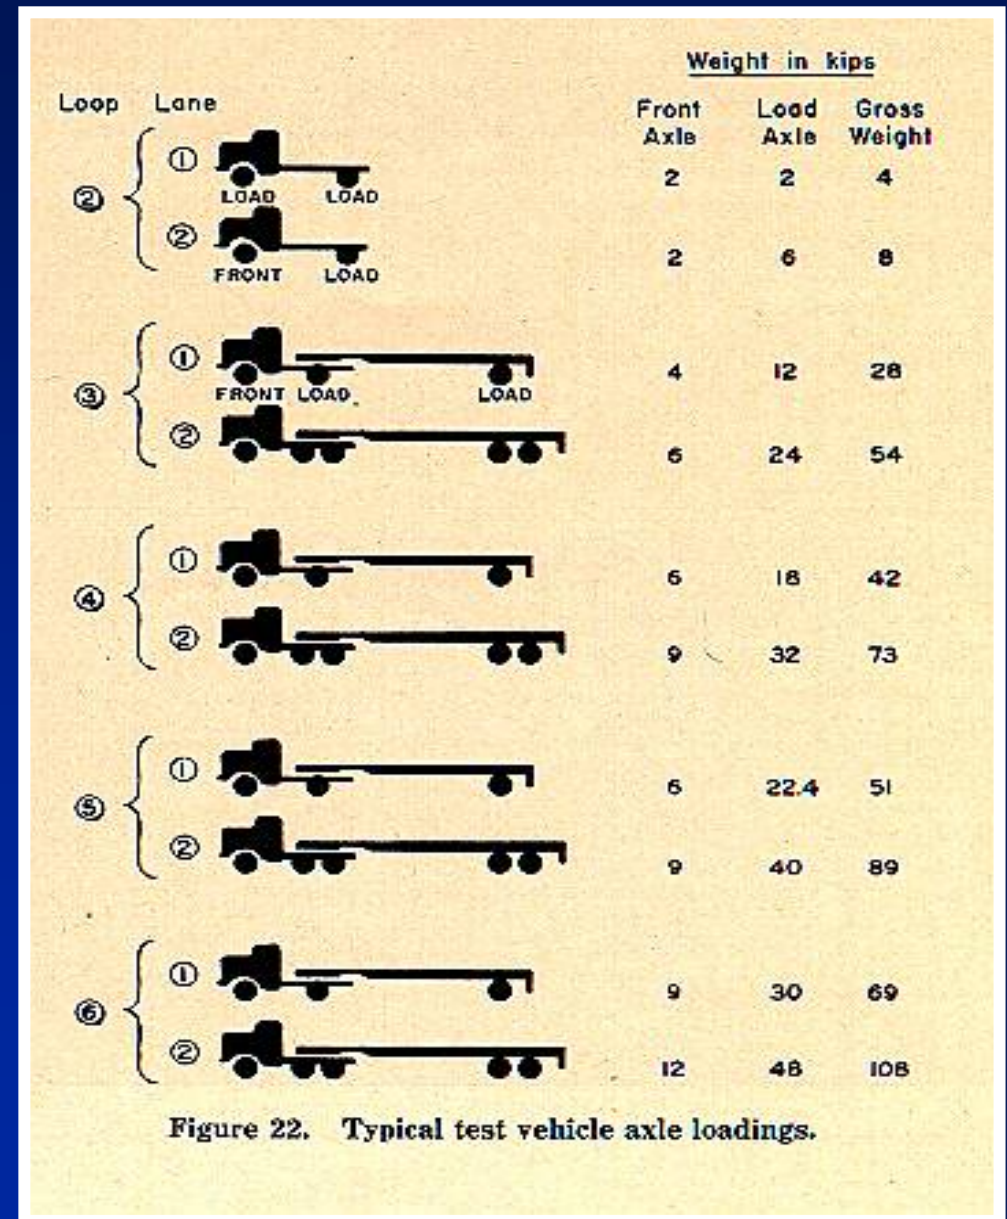 Weight in kips
Loop Lane Front Axle Load Axle Gross Weight
② ① LOAD LOAD 2 2 4
② FRONT LOAD 2 6 8
③ ① FRONT LOAD LOAD 4 12 28
② 6 24 54
④ ① 6 18 42
② 9 32 73
⑤ ① 6 22.4 51
② 9 40 89
⑥ ① 9 30 69
② 12 48 108
Figure 22. Typical test vehicle axle loadings.